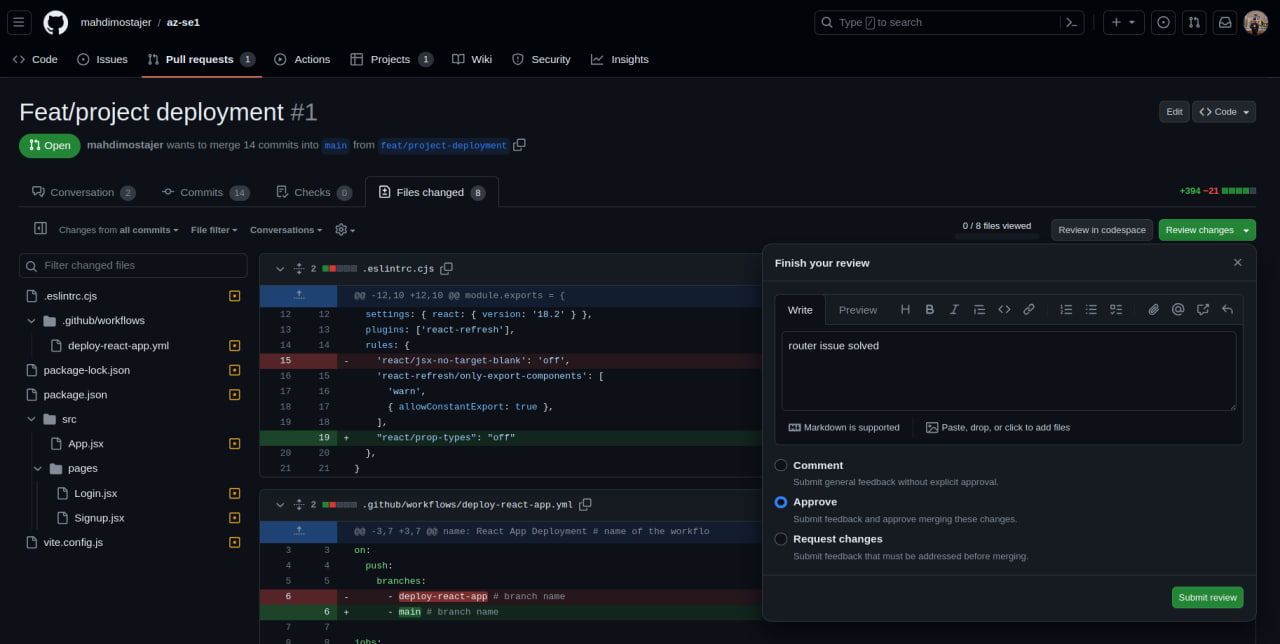 mahdimostajer / az-se1
Type / to search
Code
Issues
Pull requests 1
Actions
Projects 1
Wiki
Security
Insights
Feat/project deployment #1
Edit
<> Code
Open
mahdimostajer wants to merge 14 commits into main from feat/project-deployment
Conversation 2
Commits 14
Checks 0
Files changed 8
+394 −21
Changes from all commits
File filter
Conversations
0 / 8 files viewed
Review in codespace
Review changes
Filter changed files
.eslintrc.cjs
.github/workflows
deploy-react-app.yml
package-lock.json
package.json
src
App.jsx
pages
Login.jsx
Signup.jsx
vite.config.js
2 .eslintrc.cjs
@@ -12,10 +12,10 @@ module.exports = {
12 12 settings: { react: { version: '18.2' } },
13 13 plugins: ['react-refresh'],
14 14 rules: {
15 - 'react/jsx-no-target-blank': 'off',
16 15 'react-refresh/only-export-components': [
17 16 'warn',
18 17 { allowConstantExport: true },
19 18 ],
19 + "react/prop-types": "off"
20 20 },
21 21 }
2 .github/workflows/deploy-react-app.yml
@@ -3,7 +3,7 @@ name: React App Deployment # name of the workflo
3 3 on:
4 4 push:
5 5 branches:
6 - - deploy-react-app # branch name
6 + - main # branch name
7 7
8 8 jobs:
Finish your review
Write
Preview
router issue solved
Markdown is supported
Paste, drop, or click to add files
Comment
Submit general feedback without explicit approval.
Approve
Submit feedback and approve merging these changes.
Request changes
Submit feedback that must be addressed before merging.
Submit review